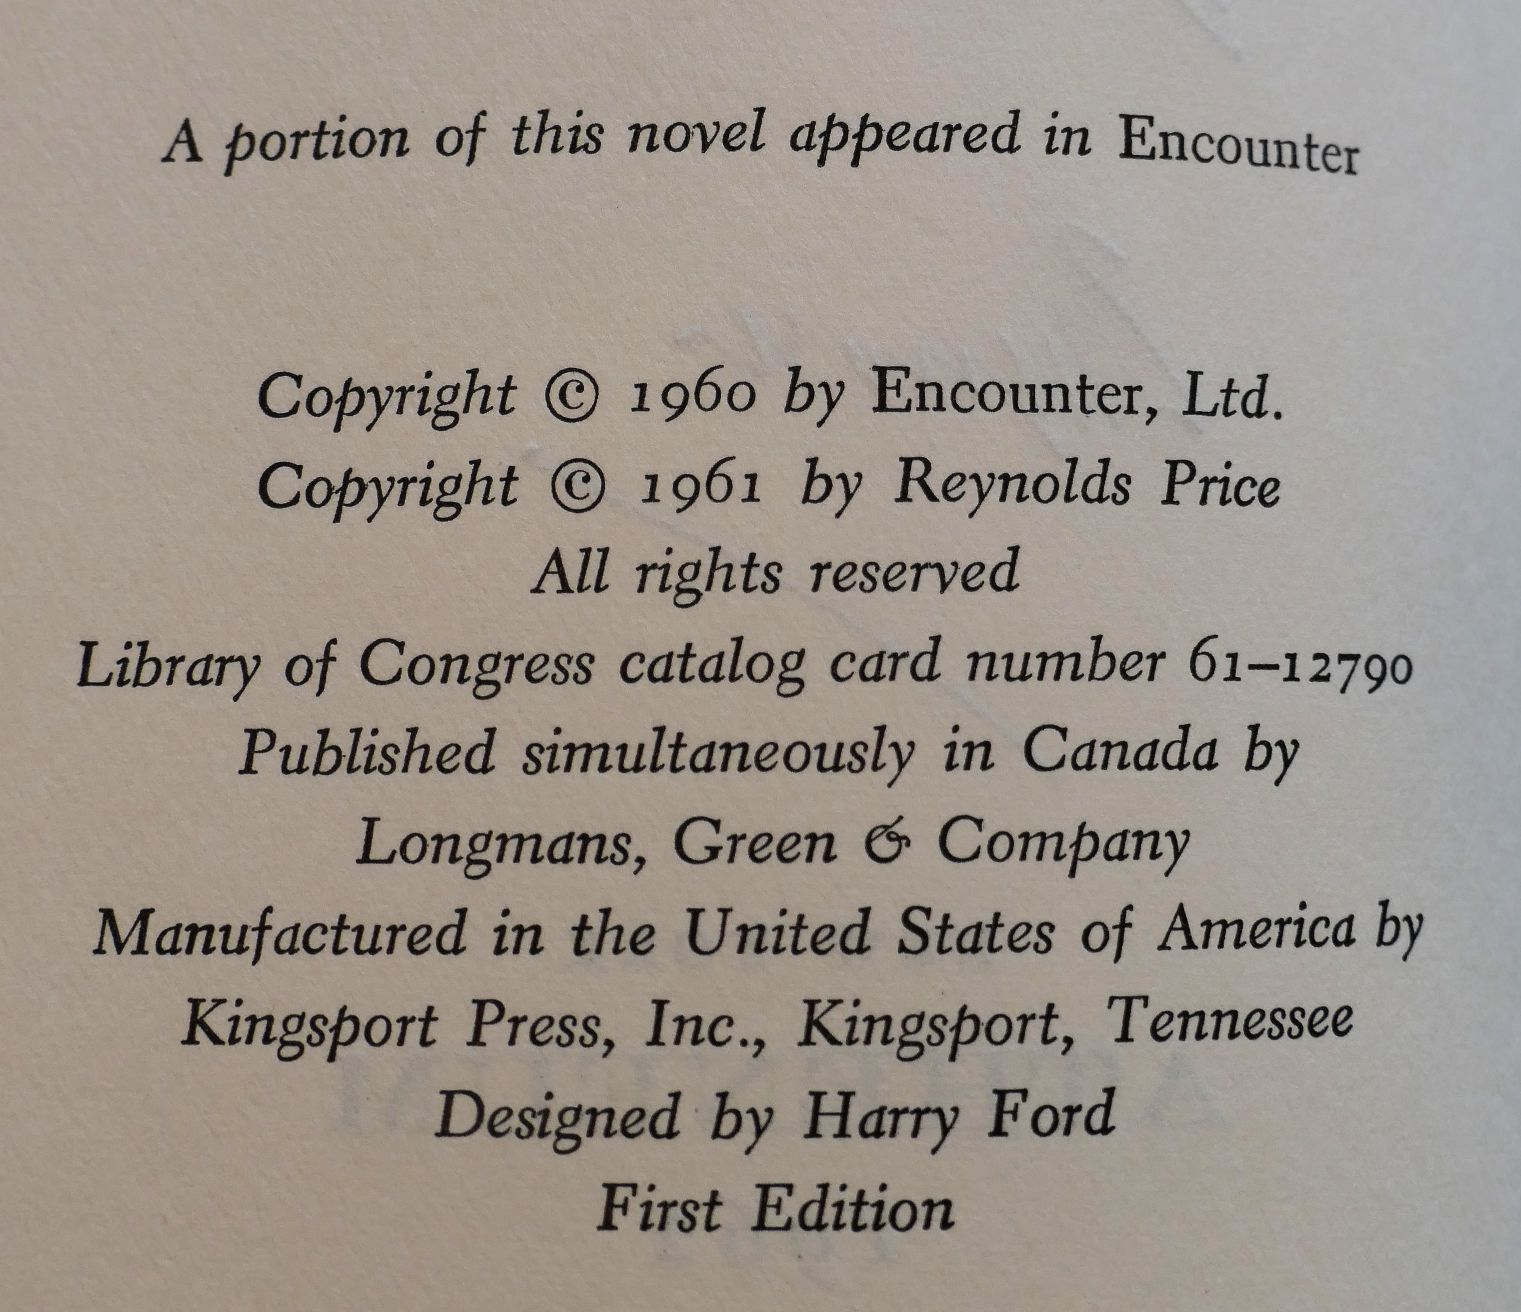 A portion of this novel appeared in Encounter
Copyright © 1960 by Encounter, Ltd.
Copyright © 1961 by Reynolds Price
All rights reserved
Library of Congress catalog card number 61–12790
Published simultaneously in Canada by
Longmans, Green & Company
Manufactured in the United States of America by
Kingsport Press, Inc., Kingsport, Tennessee
Designed by Harry Ford
First Edition